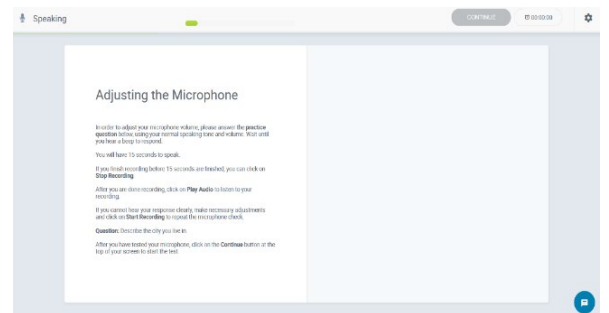 Speaking
CONTINUE
Adjusting the Microphone
In order to adjust your microphone volume, please answer the practice
question below, using your normal speaking tone and volume. Wait until
you hear a beep to respond.
You will have 15 seconds to speak.
If you finish recording before 15 seconds are finished, you can click on
Stop Recording.
After you are done recording, click on Play Audio to listen to your
recording.
If you cannot hear your response clearly, make necessary adjustments
and click on Start Recording to repeat the microphone check.
Question: Describe the city you live in.
After you have tested your microphone, click on the Continue button at the
top of your screen to start the test.